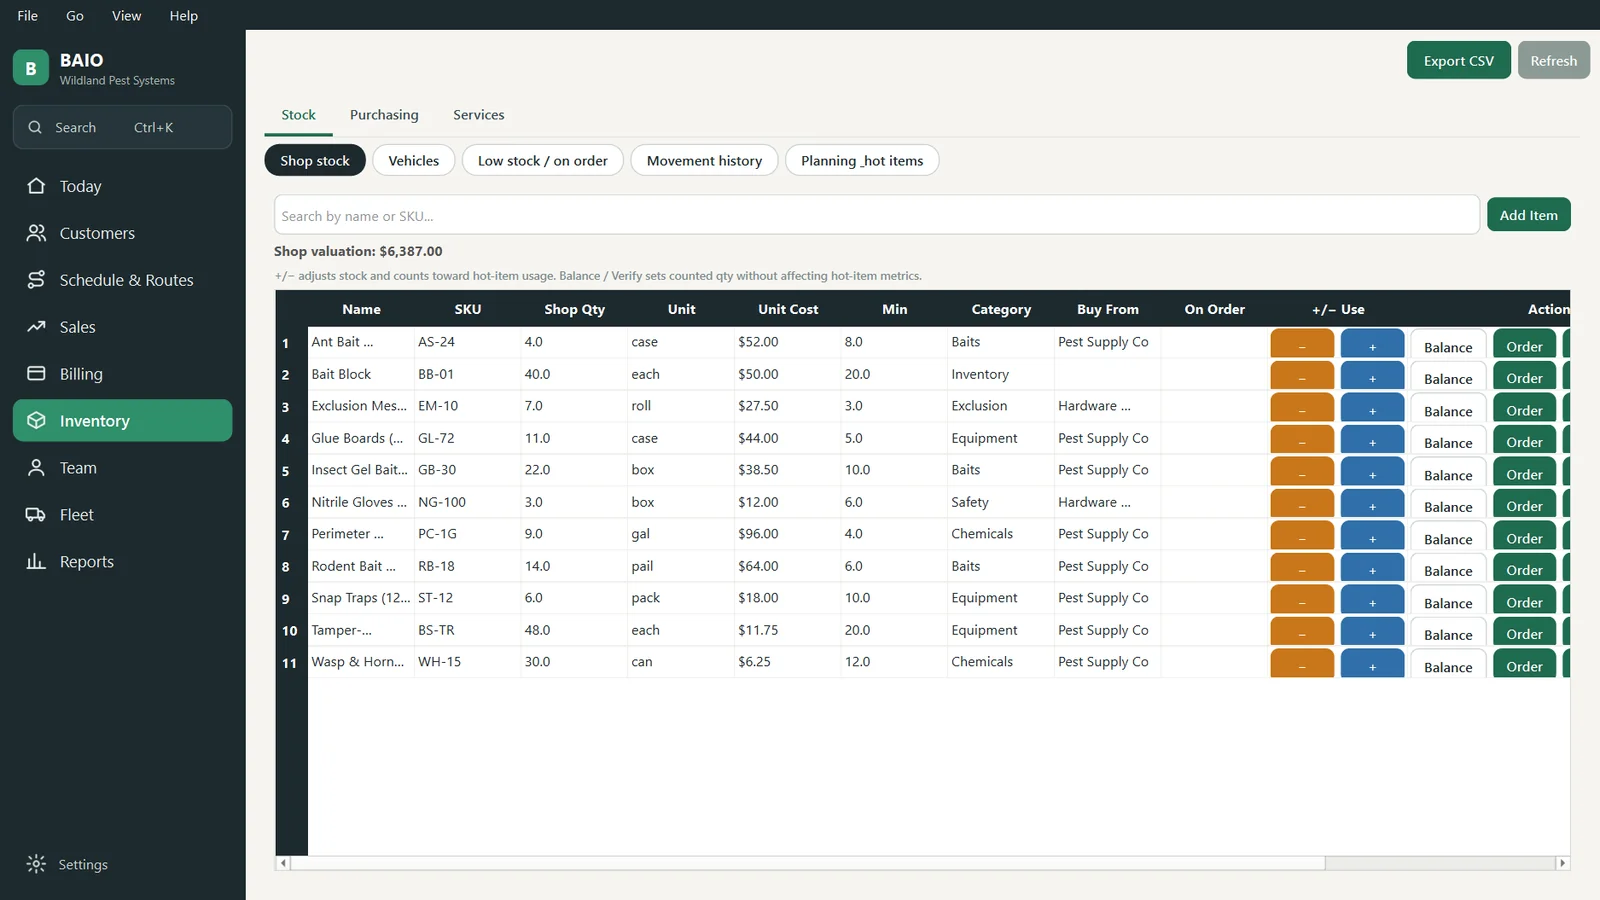 File Go View Help
B BAIO
Wildland Pest Systems
Search Ctrl+K
Today
Customers
Schedule & Routes
Sales
Billing
Inventory
Team
Fleet
Reports
Settings
Export CSV Refresh
Stock Purchasing Services
Shop stock Vehicles Low stock / on order Movement history Planning _hot items
Search by name or SKU... Add Item
Shop valuation: $6,387.00
+/− adjusts stock and counts toward hot-item usage. Balance / Verify sets counted qty without affecting hot-item metrics.
Name SKU Shop Qty Unit Unit Cost Min Category Buy From On Order +/− Use Action
1 Ant Bait ... AS-24 4.0 case $52.00 8.0 Baits Pest Supply Co − + Balance Order
2 Bait Block BB-01 40.0 each $50.00 20.0 Inventory − + Balance Order
3 Exclusion Mes... EM-10 7.0 roll $27.50 3.0 Exclusion Hardware ... − + Balance Order
4 Glue Boards (... GL-72 11.0 case $44.00 5.0 Equipment Pest Supply Co − + Balance Order
5 Insect Gel Bait... GB-30 22.0 box $38.50 10.0 Baits Pest Supply Co − + Balance Order
6 Nitrile Gloves ... NG-100 3.0 box $12.00 6.0 Safety Hardware ... − + Balance Order
7 Perimeter ... PC-1G 9.0 gal $96.00 4.0 Chemicals Pest Supply Co − + Balance Order
8 Rodent Bait ... RB-18 14.0 pail $64.00 6.0 Baits Pest Supply Co − + Balance Order
9 Snap Traps (12... ST-12 6.0 pack $18.00 10.0 Equipment Pest Supply Co − + Balance Order
10 Tamper-... BS-TR 48.0 each $11.75 20.0 Equipment Pest Supply Co − + Balance Order
11 Wasp & Horn... WH-15 30.0 can $6.25 12.0 Chemicals Pest Supply Co − + Balance Order